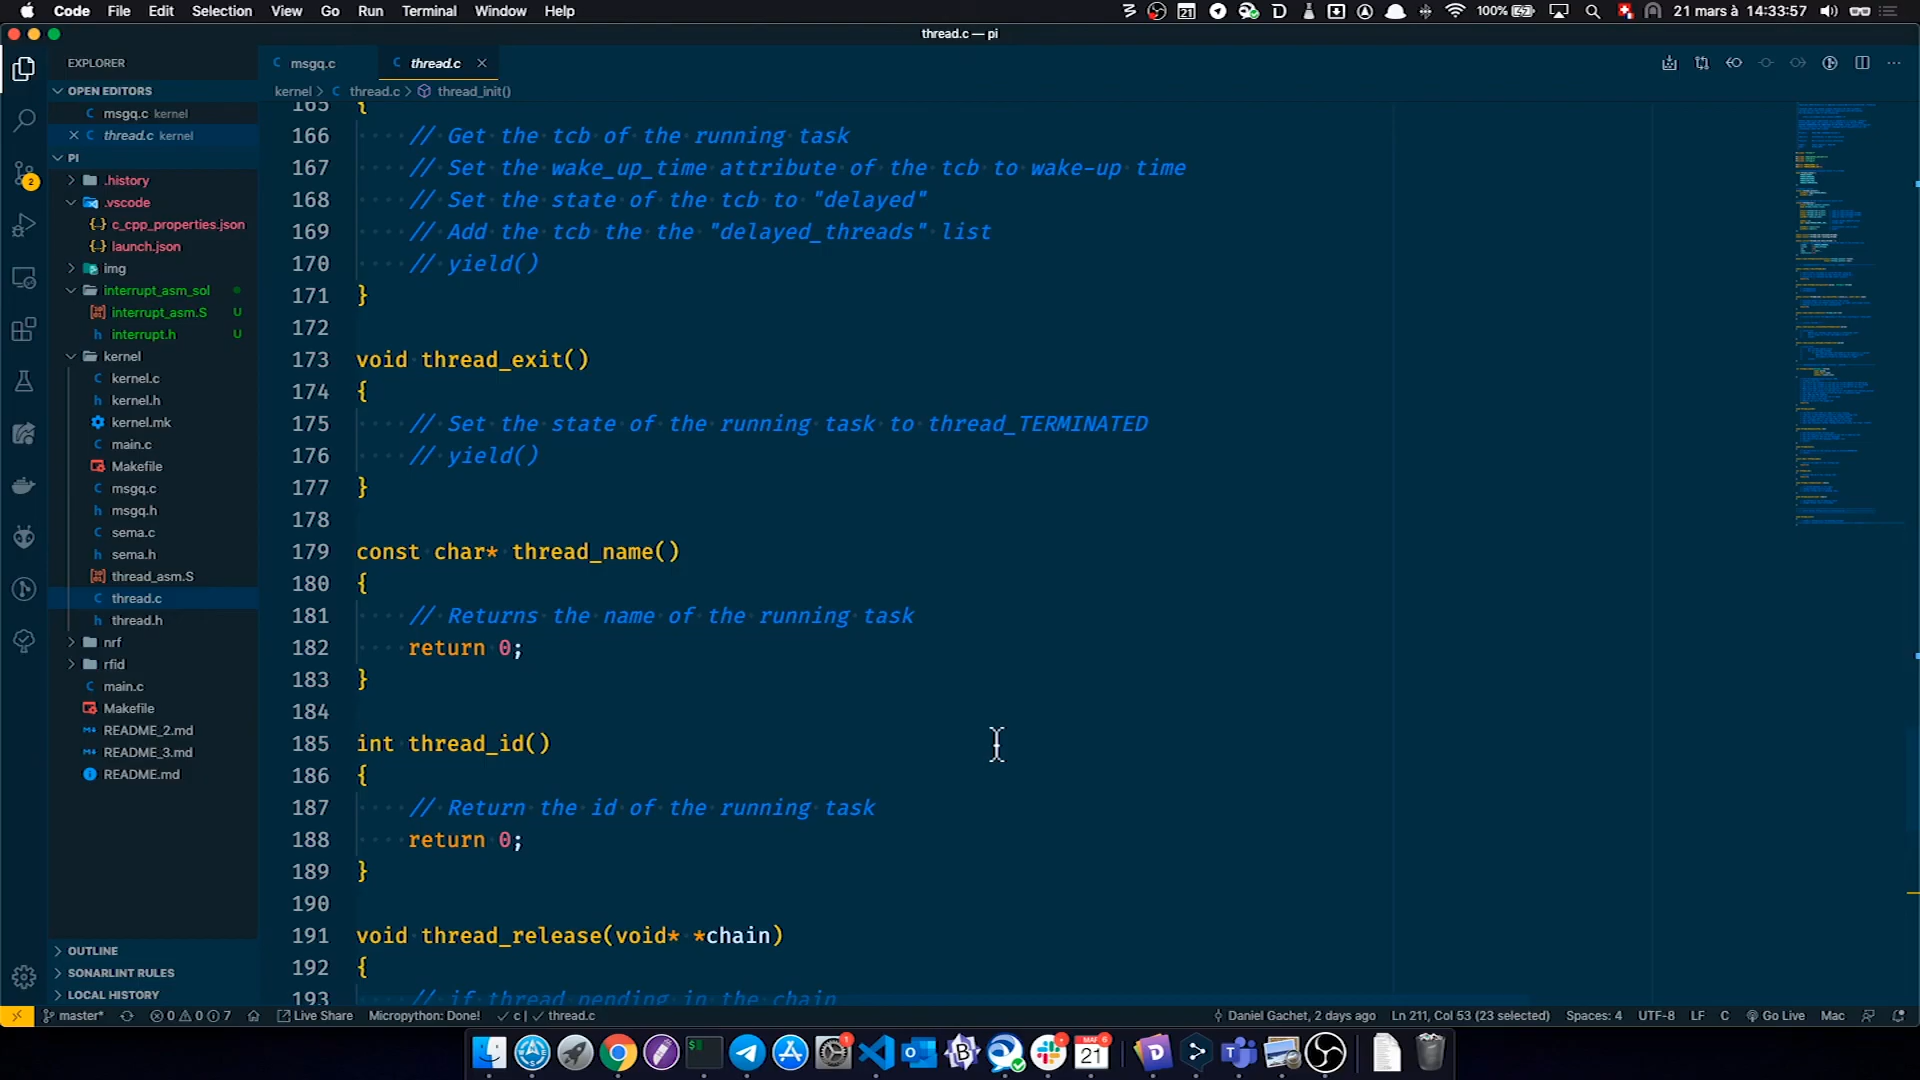 Code File Edit Selection View Go Run Terminal Window Help
100% 21 mars à 14:33:57
thread.c — pi
EXPLORER
OPEN EDITORS
msgq.c kernel
thread.c kernel
PI
.history
.vscode
c_cpp_properties.json
launch.json
img
interrupt_asm_sol
interrupt_asm.S U
interrupt.h U
kernel
kernel.c
kernel.h
kernel.mk
main.c
Makefile
msgq.c
msgq.h
sema.c
sema.h
thread_asm.S
thread.c
thread.h
nrf
rfid
main.c
Makefile
README_2.md
README_3.md
README.md
OUTLINE
SONARLINT RULES
LOCAL HISTORY
msgq.c thread.c
kernel > thread.c > thread_init()
165 {
166 // Get the tcb of the running task
167 // Set the wake_up_time attribute of the tcb to wake-up time
168 // Set the state of the tcb to "delayed"
169 // Add the tcb the the "delayed_threads" list
170 // yield()
171 }
172
173 void thread_exit()
174 {
175 // Set the state of the running task to thread_TERMINATED
176 // yield()
177 }
178
179 const char* thread_name()
180 {
181 // Returns the name of the running task
182 return 0;
183 }
184
185 int thread_id()
186 {
187 // Return the id of the running task
188 return 0;
189 }
190
191 void thread_release(void* *chain)
192 {
193 // if thread pending in the chain
master* 0 0 7 Live Share Micropython: Done! c | thread.c Daniel Gachet, 2 days ago Ln 211, Col 53 (23 selected) Spaces: 4 UTF-8 LF C Go Live Mac